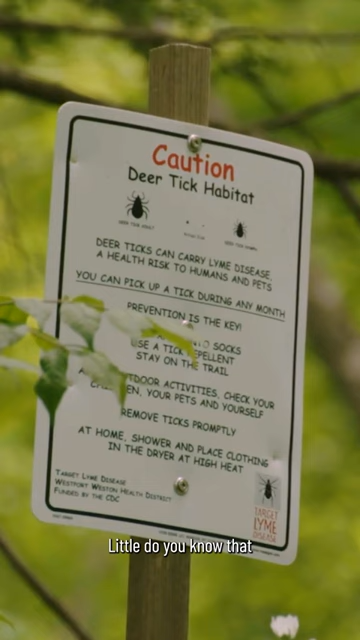 Caution
Deer Tick Habitat
DEER TICKS CAN CARRY LYME DISEASE,
A HEALTH RISK TO HUMANS AND PETS
YOU CAN PICK UP A TICK DURING ANY MONTH
PREVENTION IS THE KEY!
SOCKS
USE A TICK REPELLENT
STAY ON THE TRAIL
OUTDOOR ACTIVITIES, CHECK YOUR
CHILDREN, YOUR PETS AND YOURSELF
REMOVE TICKS PROMPTLY
AT HOME, SHOWER AND PLACE CLOTHING
IN THE DRYER AT HIGH HEAT
TARGET LYME DISEASE
WESTPORT WESTON HEALTH DISTRICT
FUNDED BY THE CDC
TARGET
LYME
DISEASE
Little do you know that